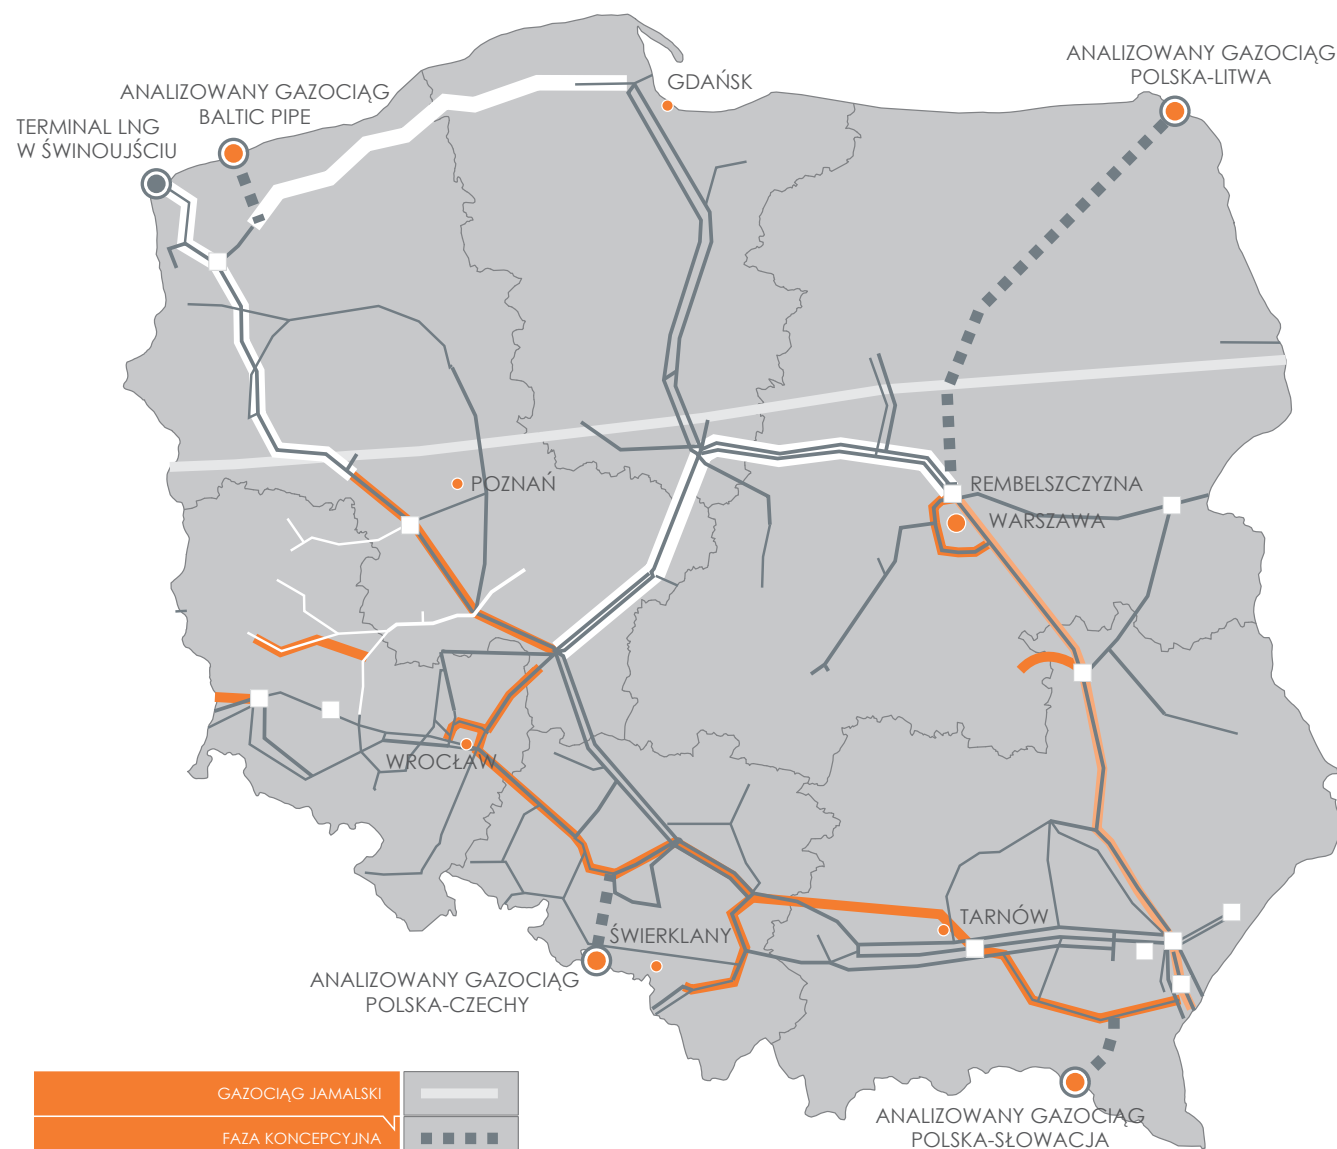 ANALIZOWANY GAZOCIĄG
POLSKA-LITWA
GDAŃSK
ANALIZOWANY GAZOCIĄG
BALTIC PIPE
TERMINAL LNG
W ŚWINOUJŚCIU
POZNAŃ
REMBELSZCZYZNA
WARSZAWA
WROCŁAW
TARNÓW
ŚWIERKLANY
ANALIZOWANY GAZOCIĄG
POLSKA-CZECHY
GAZOCIĄG JAMALSKI
FAZA KONCEPCYJNA
ANALIZOWANY GAZOCIĄG
POLSKA-SŁOWACJA